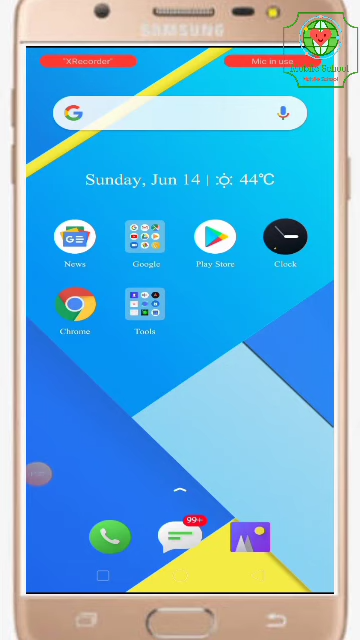 SAMSUNG
"XRecorder"
Mic in use
Sunday, Jun 14 | 44℃
News
Google
Play Store
Clock
Chrome
Tools
99+